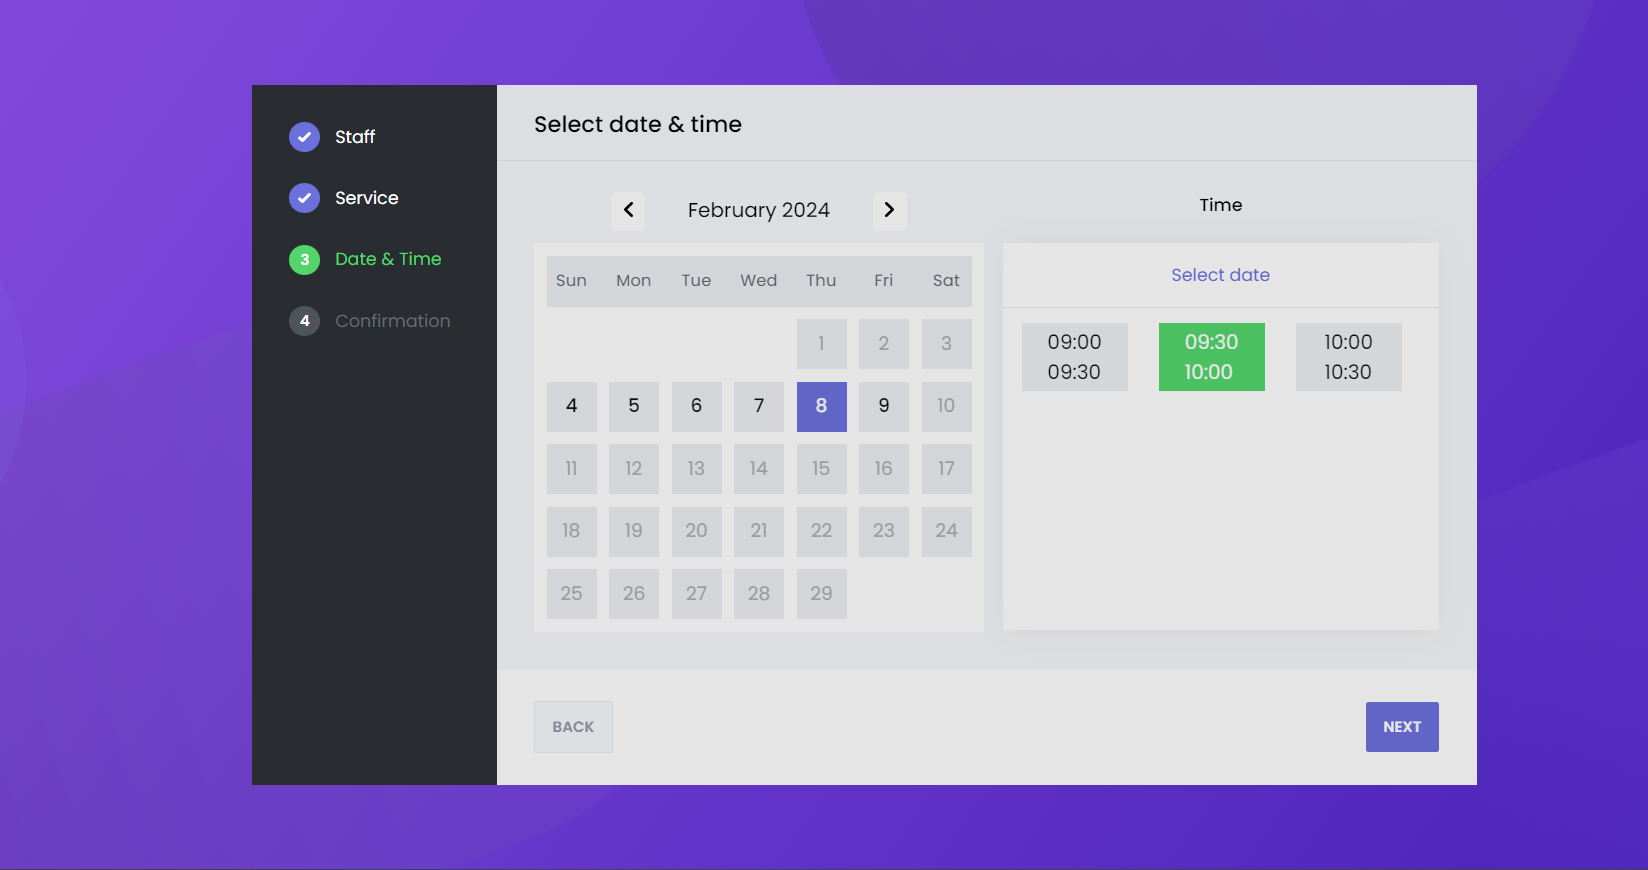 Staff
Service
3 Date & Time
4 Confirmation
Select date & time
February 2024
Sun Mon Tue Wed Thu Fri Sat
1 2 3
4 5 6 7 8 9 10
11 12 13 14 15 16 17
18 19 20 21 22 23 24
25 26 27 28 29
Time
Select date
09:00 09:30 10:00
09:30 10:00 10:30
BACK
NEXT